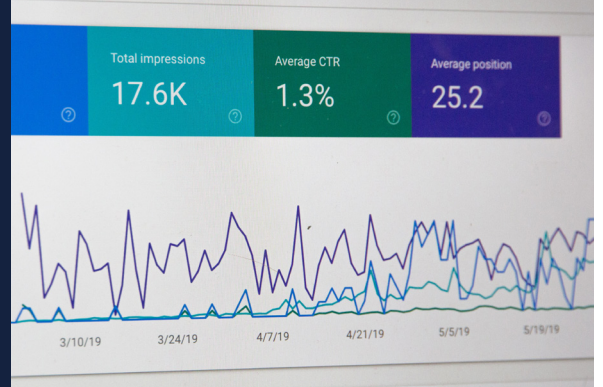 Total impressions
17.6K
Average CTR
1.3%
Average position
25.2
3/10/19
3/24/19
4/7/19
4/21/19
5/5/19
5/19/19